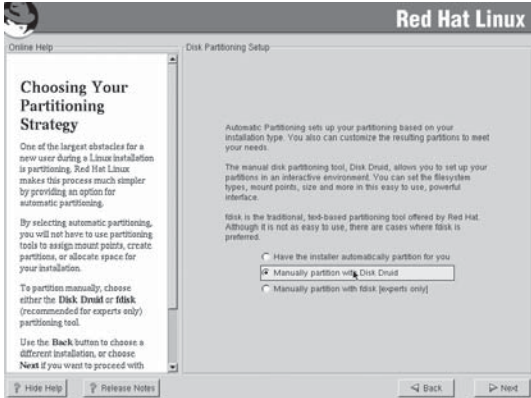 Red Hat Linux
Online Help
Disk Partitioning Setup
Choosing Your
Partitioning
Strategy
One of the largest obstacles for a
new user during a Linux installation
is partitioning. Red Hat Linux
makes this process much simpler
by providing an option for
automatic partitioning.
By selecting automatic partitioning,
you will not have to use partitioning
tools to assign mount points, create
partitions, or allocate space for
your installation.
To partition manually, choose
either the Disk Druid or fdisk
(recommended for experts only)
partitioning tool.
Use the Back button to choose a
different installation, or choose
Next if you want to proceed with
Automatic Partitioning sets up your partitioning based on your
installation type. You also can customize the resulting partitions to meet
your needs.
The manual disk partitioning tool, Disk Druid, allows you to set up your
partitions in an interactive environment. You can set the filesystem
types, mount points, size and more in this easy to use, powerful
interface.
fdisk is the traditional, text-based partitioning tool offered by Red Hat.
Although it is not as easy to use, there are cases where fdisk is
preferred.
Have the installer automatically partition for you
Manually partition with Disk Druid
Manually partition with fdisk [experts only]
? Hide Help
? Release Notes
Back
Next